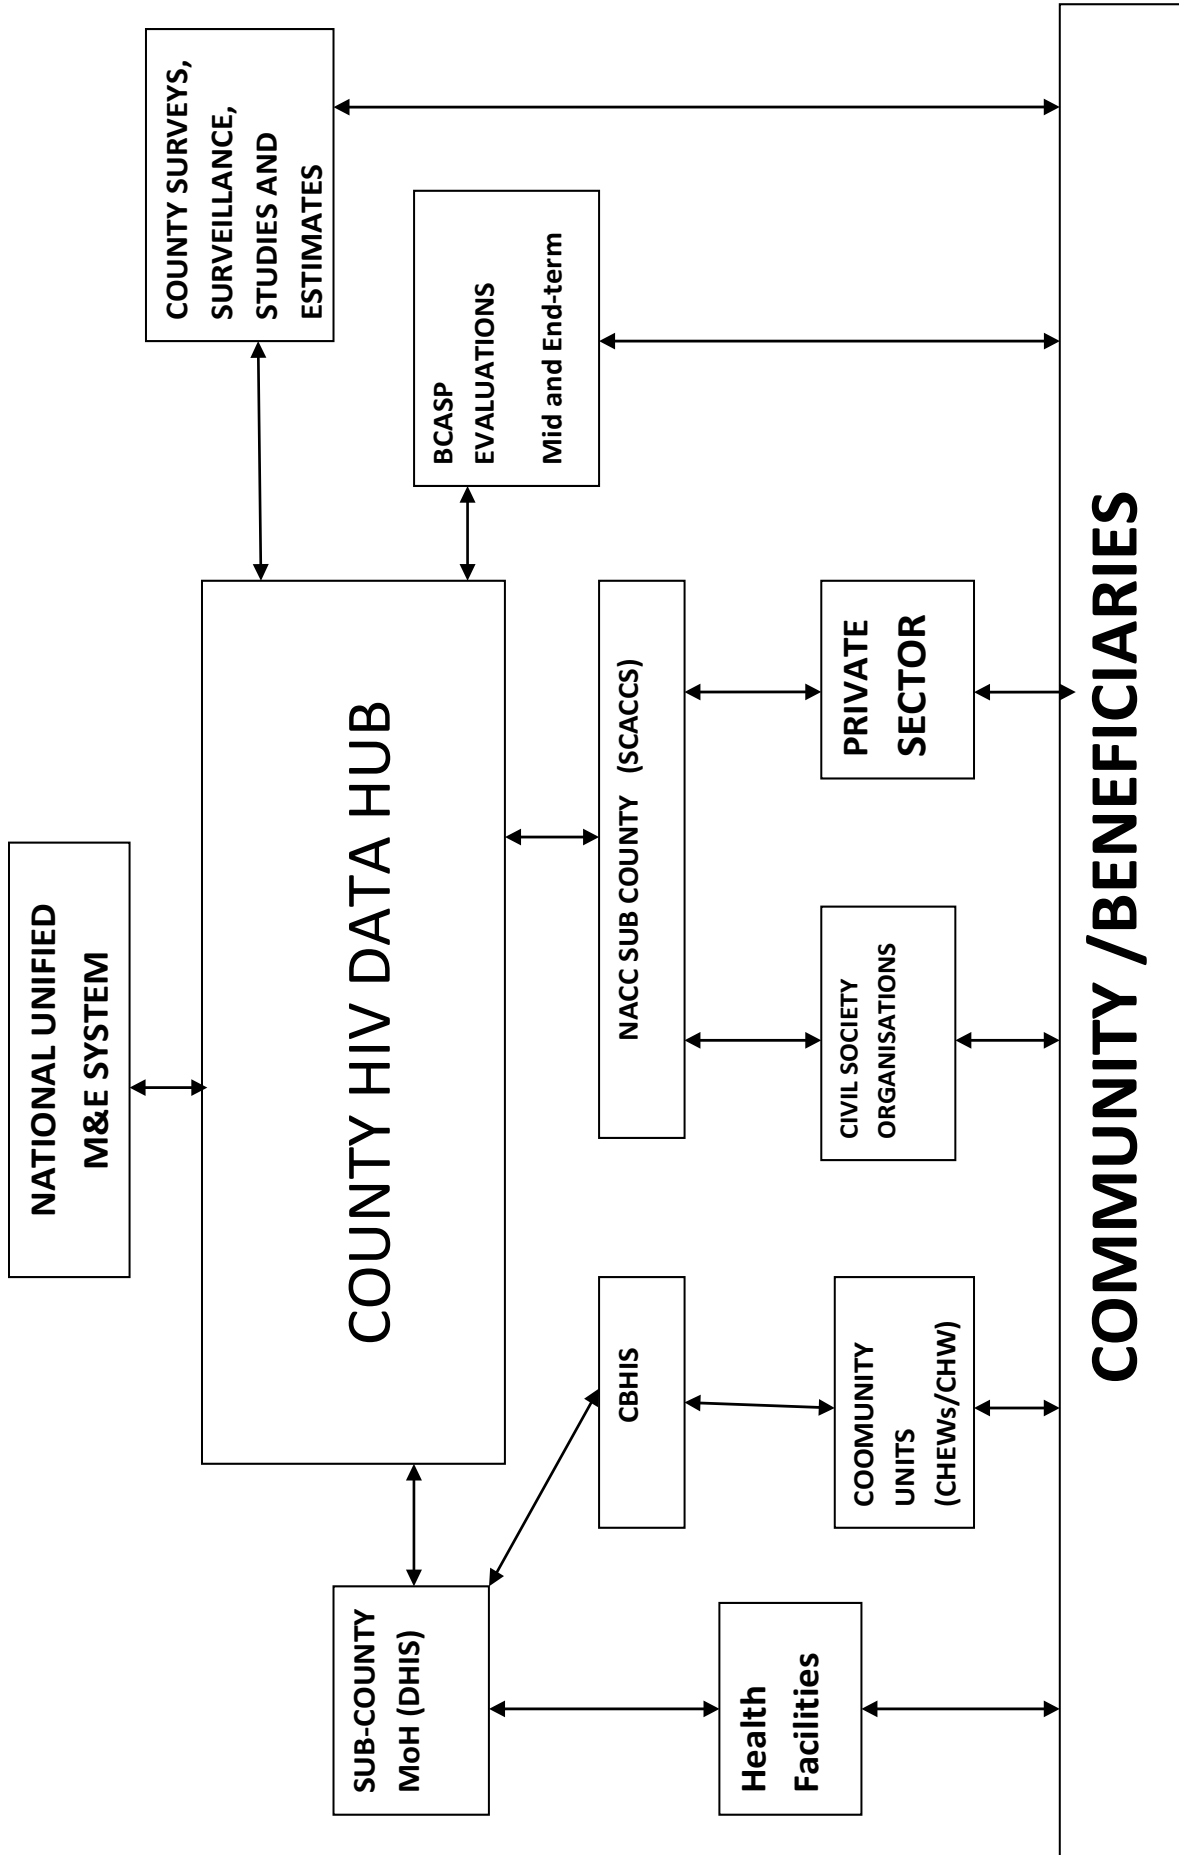 NATIONAL UNIFIED
M&E SYSTEM
COUNTY HIV DATA HUB
COUNTY SURVEYS,
SURVEILLANCE,
STUDIES AND
ESTIMATES
SUB-COUNTY
MoH (DHIS)
BCASP
EVALUATIONS
Mid and End-term
CBHIS
NACC SUB COUNTY (SCACCS)
Health
Facilities
COOMUNITY
UNITS
(CHEWs/CHW)
CIVIL SOCIETY
ORGANISATIONS
PRIVATE
SECTOR
COMMUNITY /BENEFICIARIES